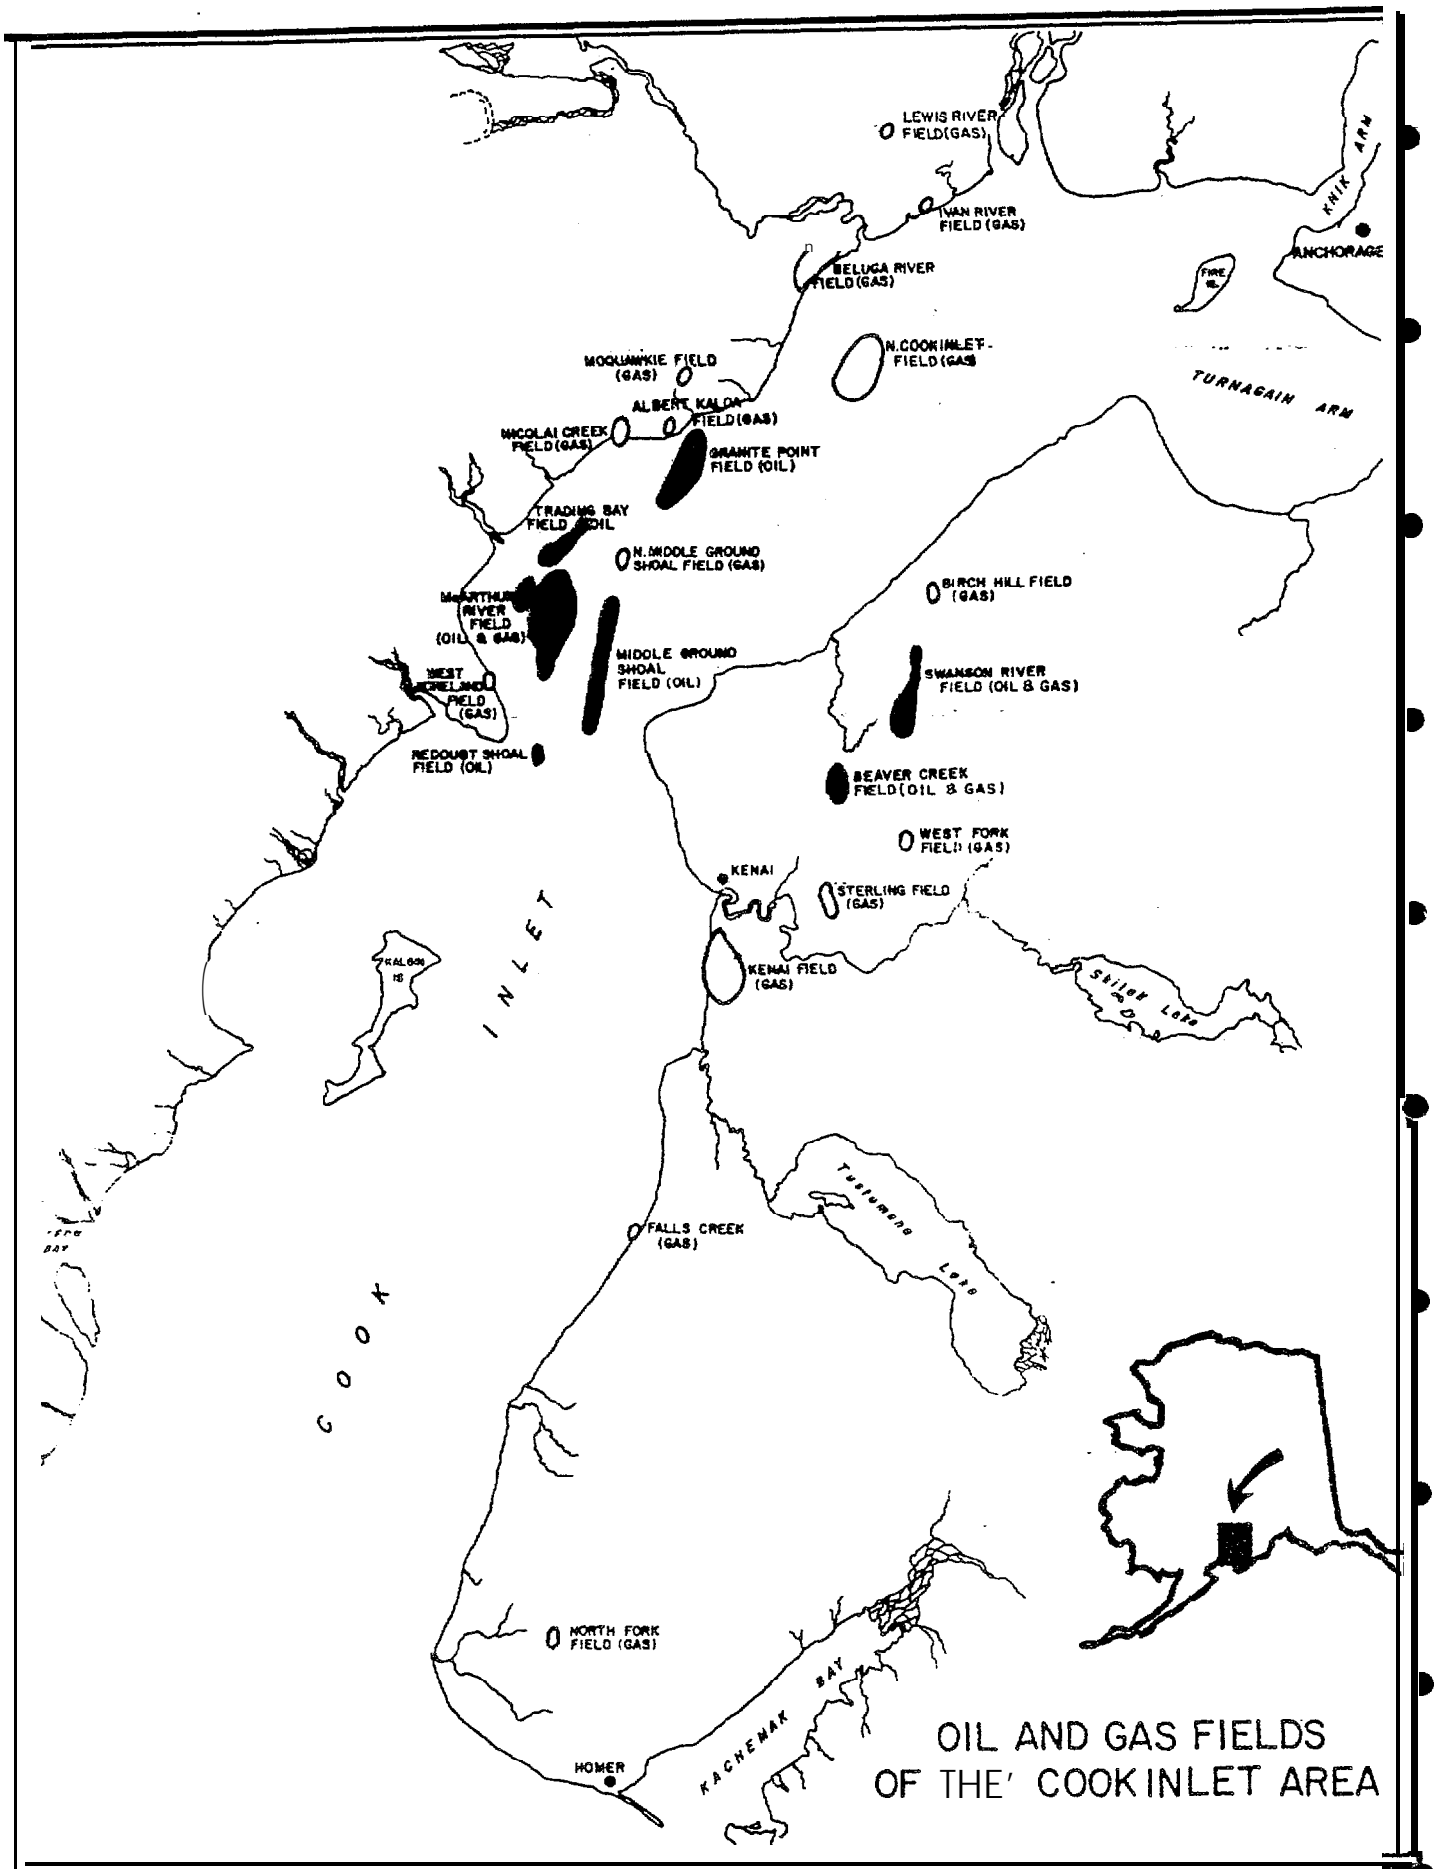 LEWIS RIVER
FIELD (GAS)
KNIK ARM
IVAN RIVER
FIELD (GAS)
ANCHORAGE
BELUGA RIVER
FIELD (GAS)
FIRE
IS.
N. COOK INLET
FIELD (GAS)
MOQUAWKIE FIELD
(GAS)
TURNAGAIN ARM
ALBERT KALOA
FIELD (GAS)
NICOLAI CREEK
FIELD (GAS)
GRANITE POINT
FIELD (OIL)
TRADING BAY
FIELD OIL
N. MIDDLE GROUND
SHOAL FIELD (GAS)
BIRCH HILL FIELD
(GAS)
McARTHUR
RIVER
FIELD
(OIL & GAS)
MIDDLE GROUND
SHOAL
FIELD (OIL)
SWANSON RIVER
FIELD (OIL & GAS)
WEST
FORELAND
FIELD
(GAS)
REDOUBT SHOAL
FIELD (OIL)
BEAVER CREEK
FIELD (OIL & GAS)
WEST FORK
FIELD (GAS)
KENAI
STERLING FIELD
(GAS)
KALGIN
IS
KENAI FIELD
(GAS)
Skilak Lake
COOK INLET
Tustumena Lake
FALLS CREEK
(GAS)
BAY
NORTH FORK
FIELD (GAS)
KACHEMAK BAY
HOMER
OIL AND GAS FIELDS
OF THE' COOK INLET AREA